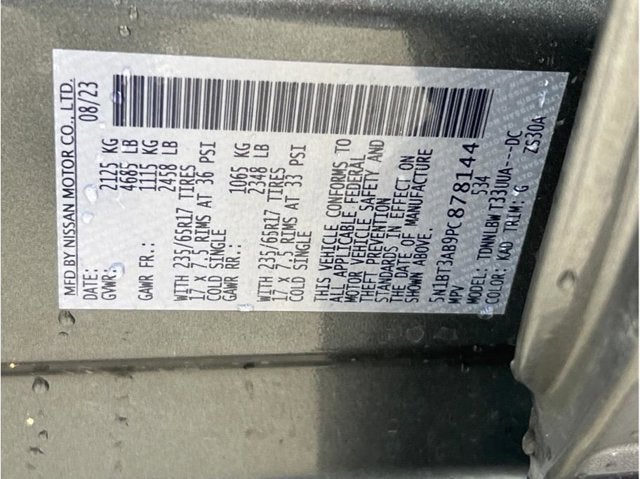 MFD BY NISSAN MOTOR CO., LTD.
DATE: 08/23
GVWR: 2125 KG
4685 LB
GAWR FR.: 1115 KG
2458 LB
WITH 235/65R17 TIRES
17 X 7.5 RIMS AT 36 PSI
COLD SINGLE
GAWR RR.: 1065 KG
2348 LB
WITH 235/65R17 TIRES
17 X 7.5 RIMS AT 33 PSI
COLD SINGLE
THIS VEHICLE CONFORMS TO
ALL APPLICABLE FEDERAL
MOTOR VEHICLE SAFETY AND
THEFT PREVENTION
STANDARDS IN EFFECT ON
THE DATE OF MANUFACTURE
SHOWN ABOVE.
5N1BT3AB9PC878144
MPV 534
MODEL: TDNNLBW T33UUA---DC
COLOR: KAD TRIM: G ZS30A